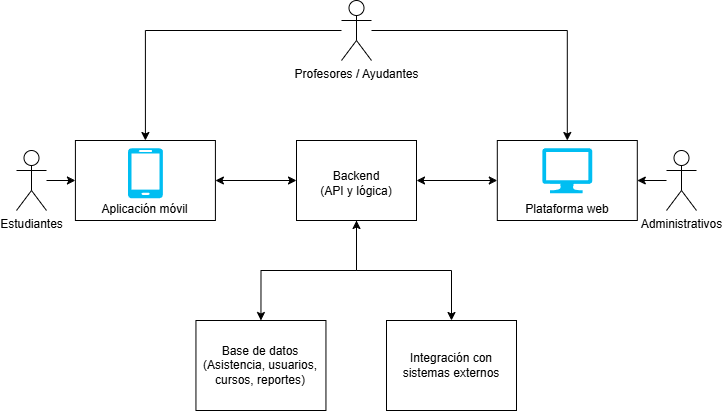 Profesores / Ayudantes
Estudiantes
Aplicación móvil
Backend
(API y lógica)
Plataforma web
Administrativos
Base de datos
(Asistencia, usuarios,
cursos, reportes)
Integración con
sistemas externos